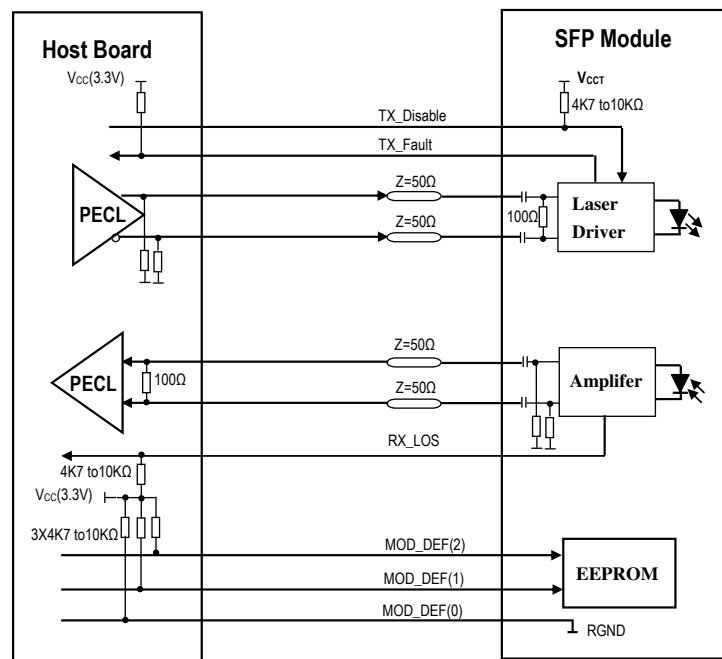 Host Board
SFP Module
VCC(3.3V)
VCCT
4K7 to10KΩ
TX_Disable
TX_Fault
Z=50Ω
PECL
100Ω
Laser
Driver
Z=50Ω
Z=50Ω
PECL
100Ω
Z=50Ω
Amplifer
RX_LOS
4K7 to10KΩ
VCC(3.3V)
3X4K7 to10KΩ
MOD_DEF(2)
EEPROM
MOD_DEF(1)
MOD_DEF(0)
RGND